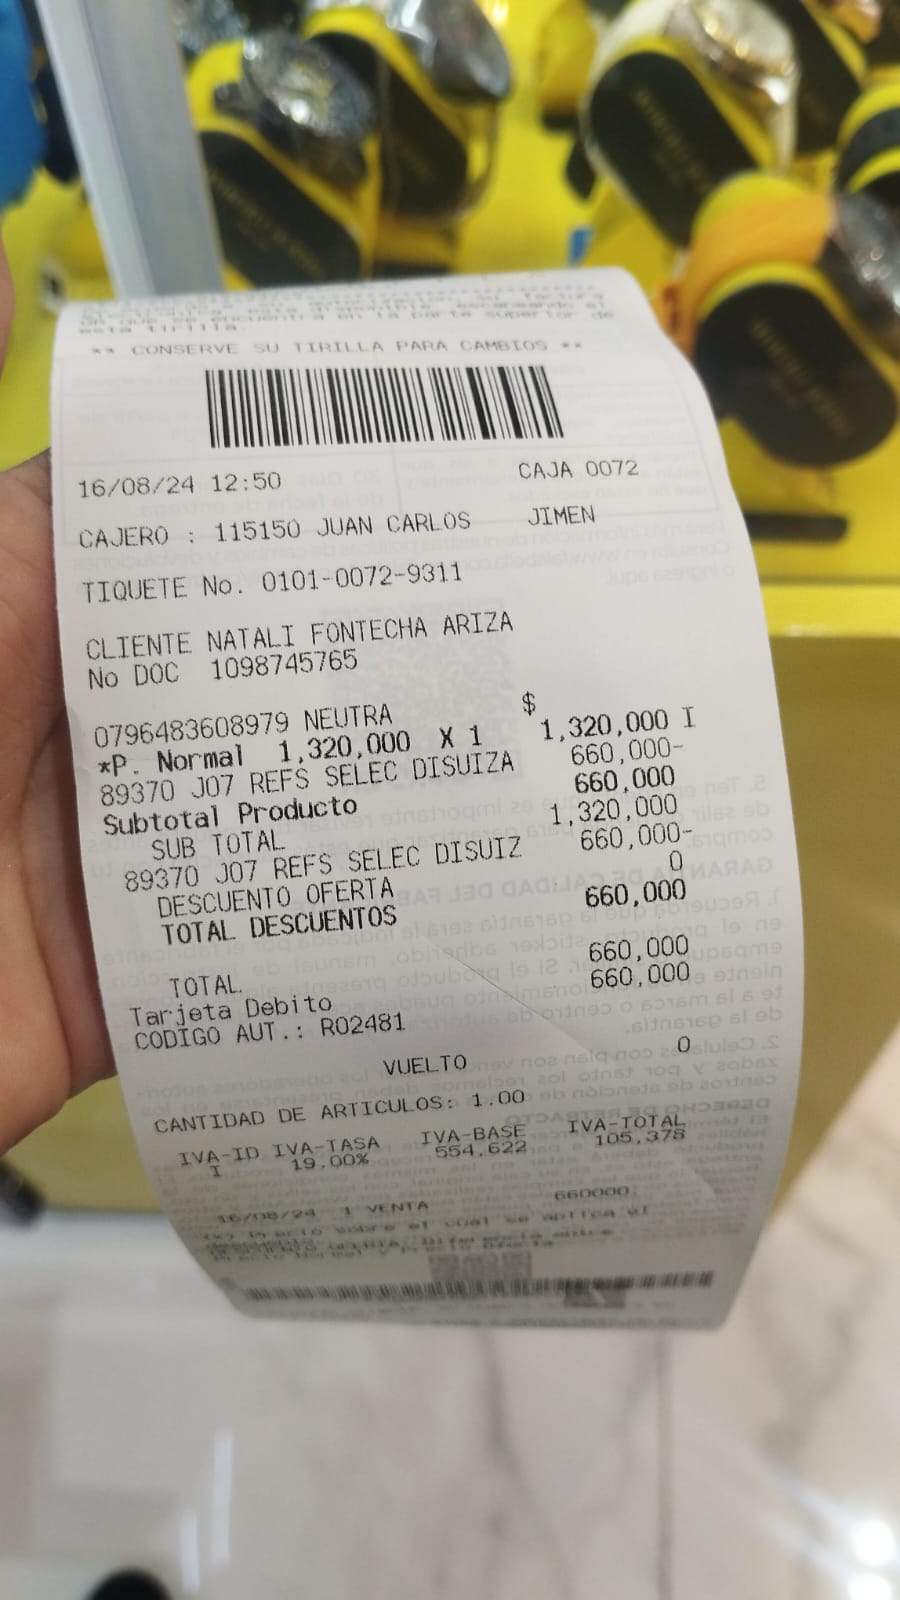 esta tirilla.
** CONSERVE SU TIRILLA PARA CAMBIOS **
16/08/24 12:50 CAJA 0072
CAJERO : 115150 JUAN CARLOS JIMEN
TIQUETE No. 0101-0072-9311
CLIENTE NATALI FONTECHA ARIZA
No DOC 1098745765
$
0796483608979 NEUTRA 1,320,000 I
*P. Normal 1,320,000 X 1
89370 J07 REFS SELEC DISUIZA 660,000-
Subtotal Producto 660,000
SUB TOTAL 1,320,000
89370 J07 REFS SELEC DISUIZ 660,000-
DESCUENTO OFERTA 0
TOTAL DESCUENTOS 660,000
TOTAL 660,000
Tarjeta Debito 660,000
CODIGO AUT.: R02481
VUELTO 0
CANTIDAD DE ARTICULOS: 1.00
IVA-ID IVA-TASA IVA-BASE IVA-TOTAL
I 19.00% 554,622 105,378
16/08/24 1 VENTA 660000